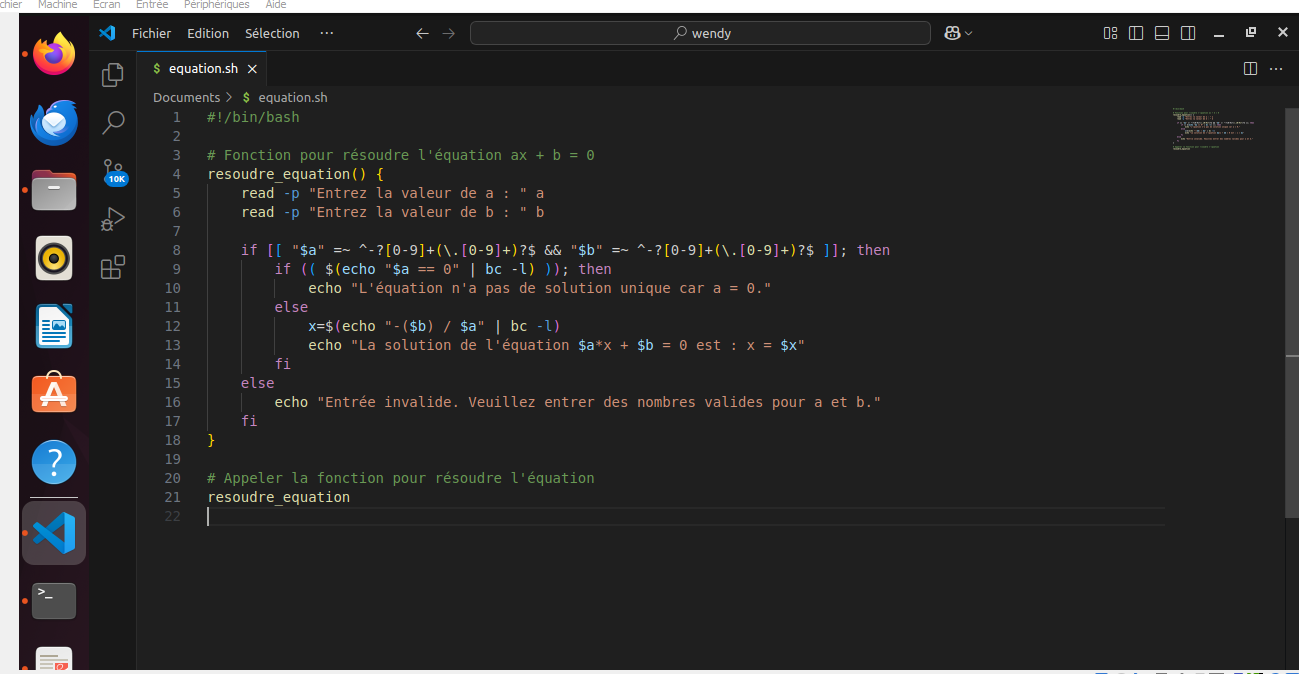 chier Machine Écran Entrée Périphériques Aide
Fichier Edition Sélection ··· wendy
$ equation.sh
Documents > $ equation.sh
1 #!/bin/bash
2
3 # Fonction pour résoudre l'équation ax + b = 0
4 resoudre_equation() {
5 read -p "Entrez la valeur de a : " a
6 read -p "Entrez la valeur de b : " b
7
8 if [[ "$a" =~ ^-?[0-9]+(\.[0-9]+)?$ && "$b" =~ ^-?[0-9]+(\.[0-9]+)?$ ]]; then
9 if (( $(echo "$a == 0" | bc -l) )); then
10 echo "L'équation n'a pas de solution unique car a = 0."
11 else
12 x=$(echo "-($b) / $a" | bc -l)
13 echo "La solution de l'équation $a*x + $b = 0 est : x = $x"
14 fi
15 else
16 echo "Entrée invalide. Veuillez entrer des nombres valides pour a et b."
17 fi
18 }
19
20 # Appeler la fonction pour résoudre l'équation
21 resoudre_equation
22
10K